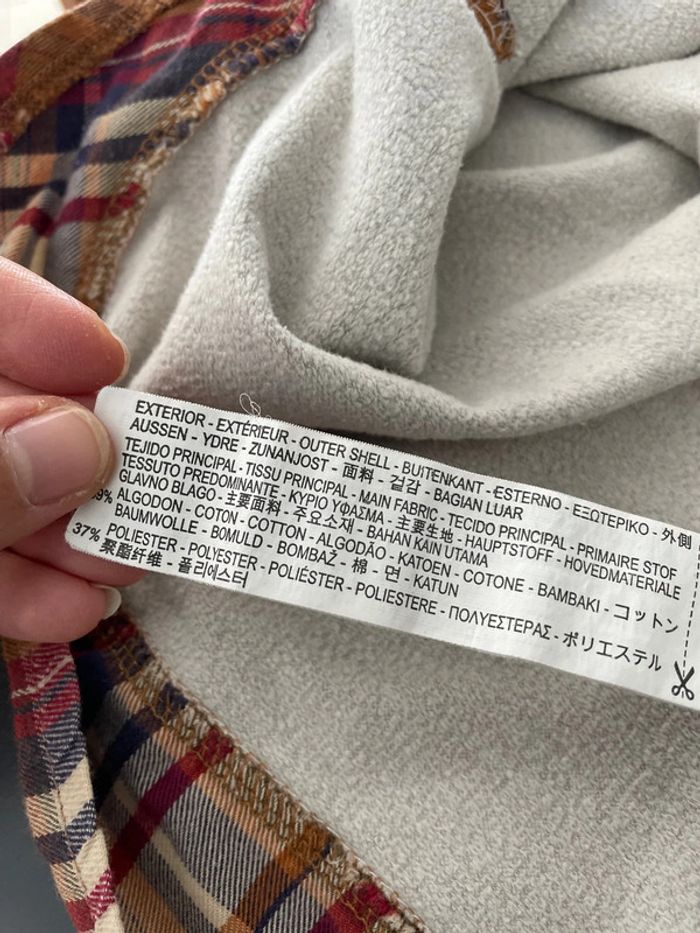 EXTERIOR - EXTÉRIEUR - OUTER SHELL - BUITENKANT - ESTERNO - ΕΞΩΤΕΡΙΚΟ - 外側
AUSSEN - YDRE - ZUNANJOST - 面料 - 겉감 - BAGIAN LUAR
TEJIDO PRINCIPAL - TISSU PRINCIPAL - MAIN FABRIC - TECIDO PRINCIPAL - PRIMAIRE STOF
TESSUTO PREDOMINANTE - ΚΥΡΙΟ ΥΦΑΣΜΑ - 主要生地 - HAUPTSTOFF - HOVEDMATERIALE
GLAVNO BLAGO - 主要面料 - 주요소재 - BAHAN KAIN UTAMA
ALGODON - COTON - COTTON - ALGODÃO - KATOEN - COTONE - BAMBAKI - コットン
BAUMWOLLE - BOMULD - BOMBAŽ - 棉 - 면 - KATUN
37% POLIESTER - POLYESTER - POLIÉSTER - POLIESTERE - ΠΟΛΥΕΣΤΕΡΑΣ - ポリエステル
聚酯纤维 - 폴리에스터